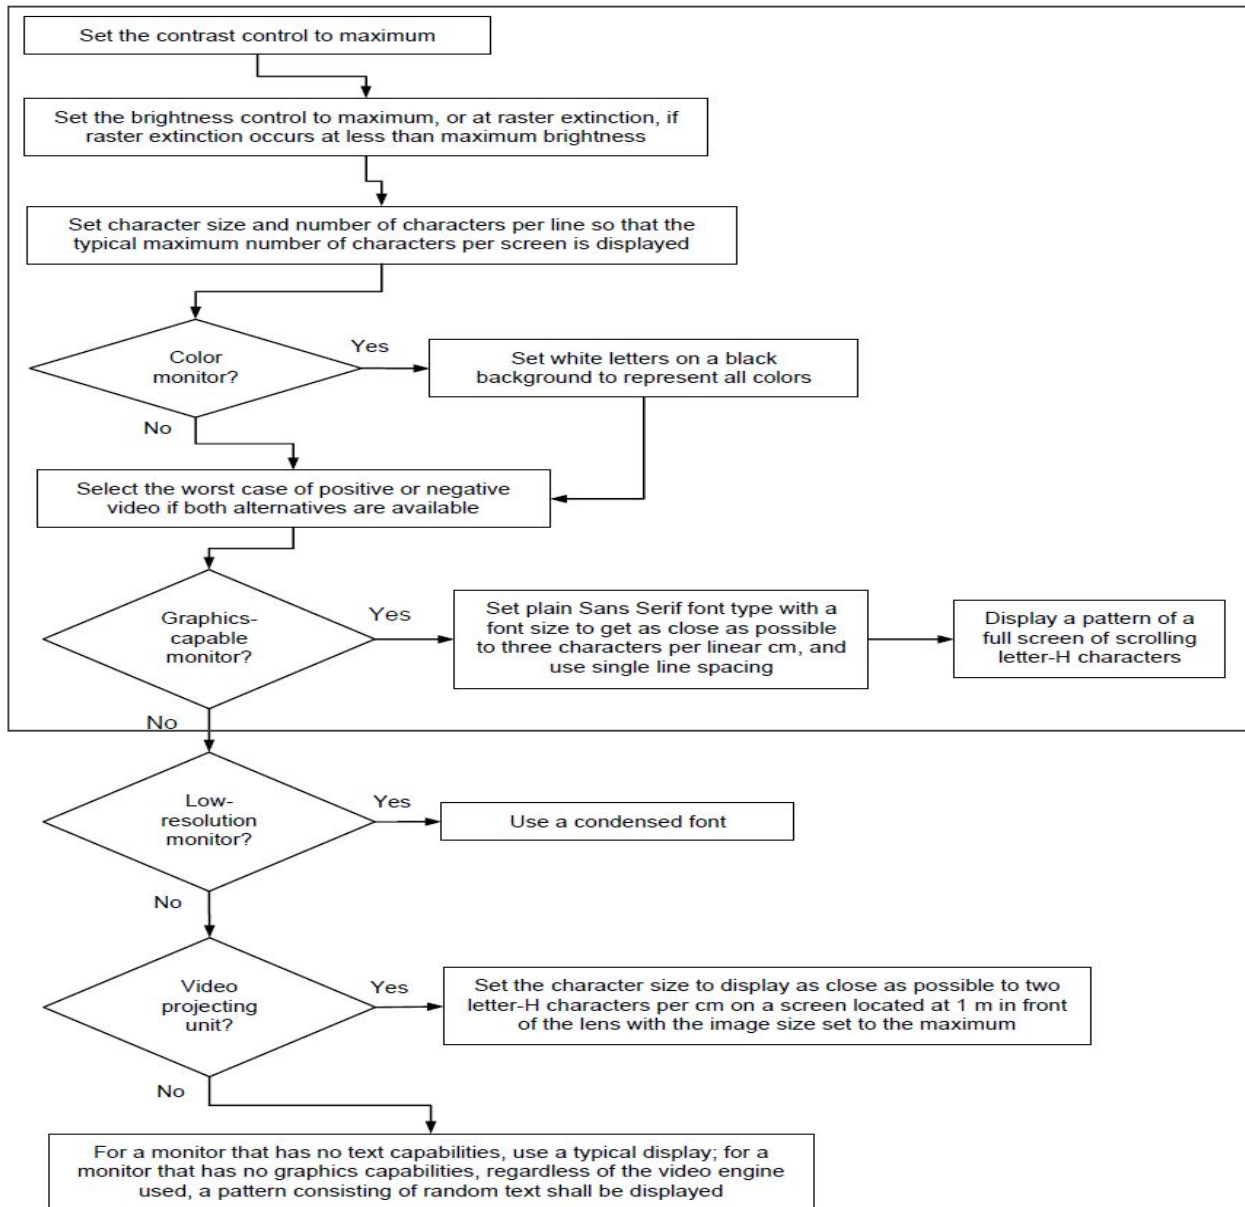 Set the contrast control to maximum
Set the brightness control to maximum, or at raster extinction, if
raster extinction occurs at less than maximum brightness
Set character size and number of characters per line so that the
typical maximum number of characters per screen is displayed
Color
monitor?
Yes
Set white letters on a black
background to represent all colors
No
Select the worst case of positive or negative
video if both alternatives are available
Graphics-
capable
monitor?
Yes
Set plain Sans Serif font type with a
font size to get as close as possible
to three characters per linear cm, and
use single line spacing
Display a pattern of a
full screen of scrolling
letter-H characters
No
Low-
resolution
monitor?
Yes
Use a condensed font
No
Video
projecting
unit?
Yes
Set the character size to display as close as possible to two
letter-H characters per cm on a screen located at 1 m in front
of the lens with the image size set to the maximum
No
For a monitor that has no text capabilities, use a typical display; for a
monitor that has no graphics capabilities, regardless of the video engine
used, a pattern consisting of random text shall be displayed